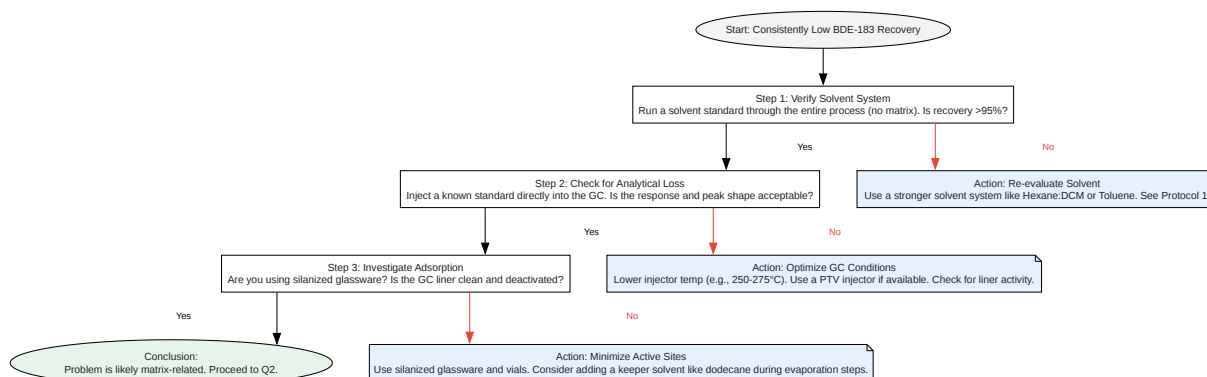 Start: Consistently Low BDE-183 Recovery
Step 1: Verify Solvent System
Run a solvent standard through the entire process (no matrix). Is recovery >95%?
Yes
No
Step 2: Check for Analytical Loss
Inject a known standard directly into the GC. Is the response and peak shape acceptable?
Action: Re-evaluate Solvent
Use a stronger solvent system like Hexane:DCM or Toluene. See Protocol 1
Yes
No
Step 3: Investigate Adsorption
Are you using silanized glassware? Is the GC liner clean and deactivated?
Action: Optimize GC Conditions
Lower injector temp (e.g., 250-275°C). Use a PTV injector if available. Check for liner activity.
Yes
No
Conclusion:
Problem is likely matrix-related. Proceed to Q2.
Action: Minimize Active Sites
Use silanized glassware and vials. Consider adding a keeper solvent like dodecane during evaporation steps.